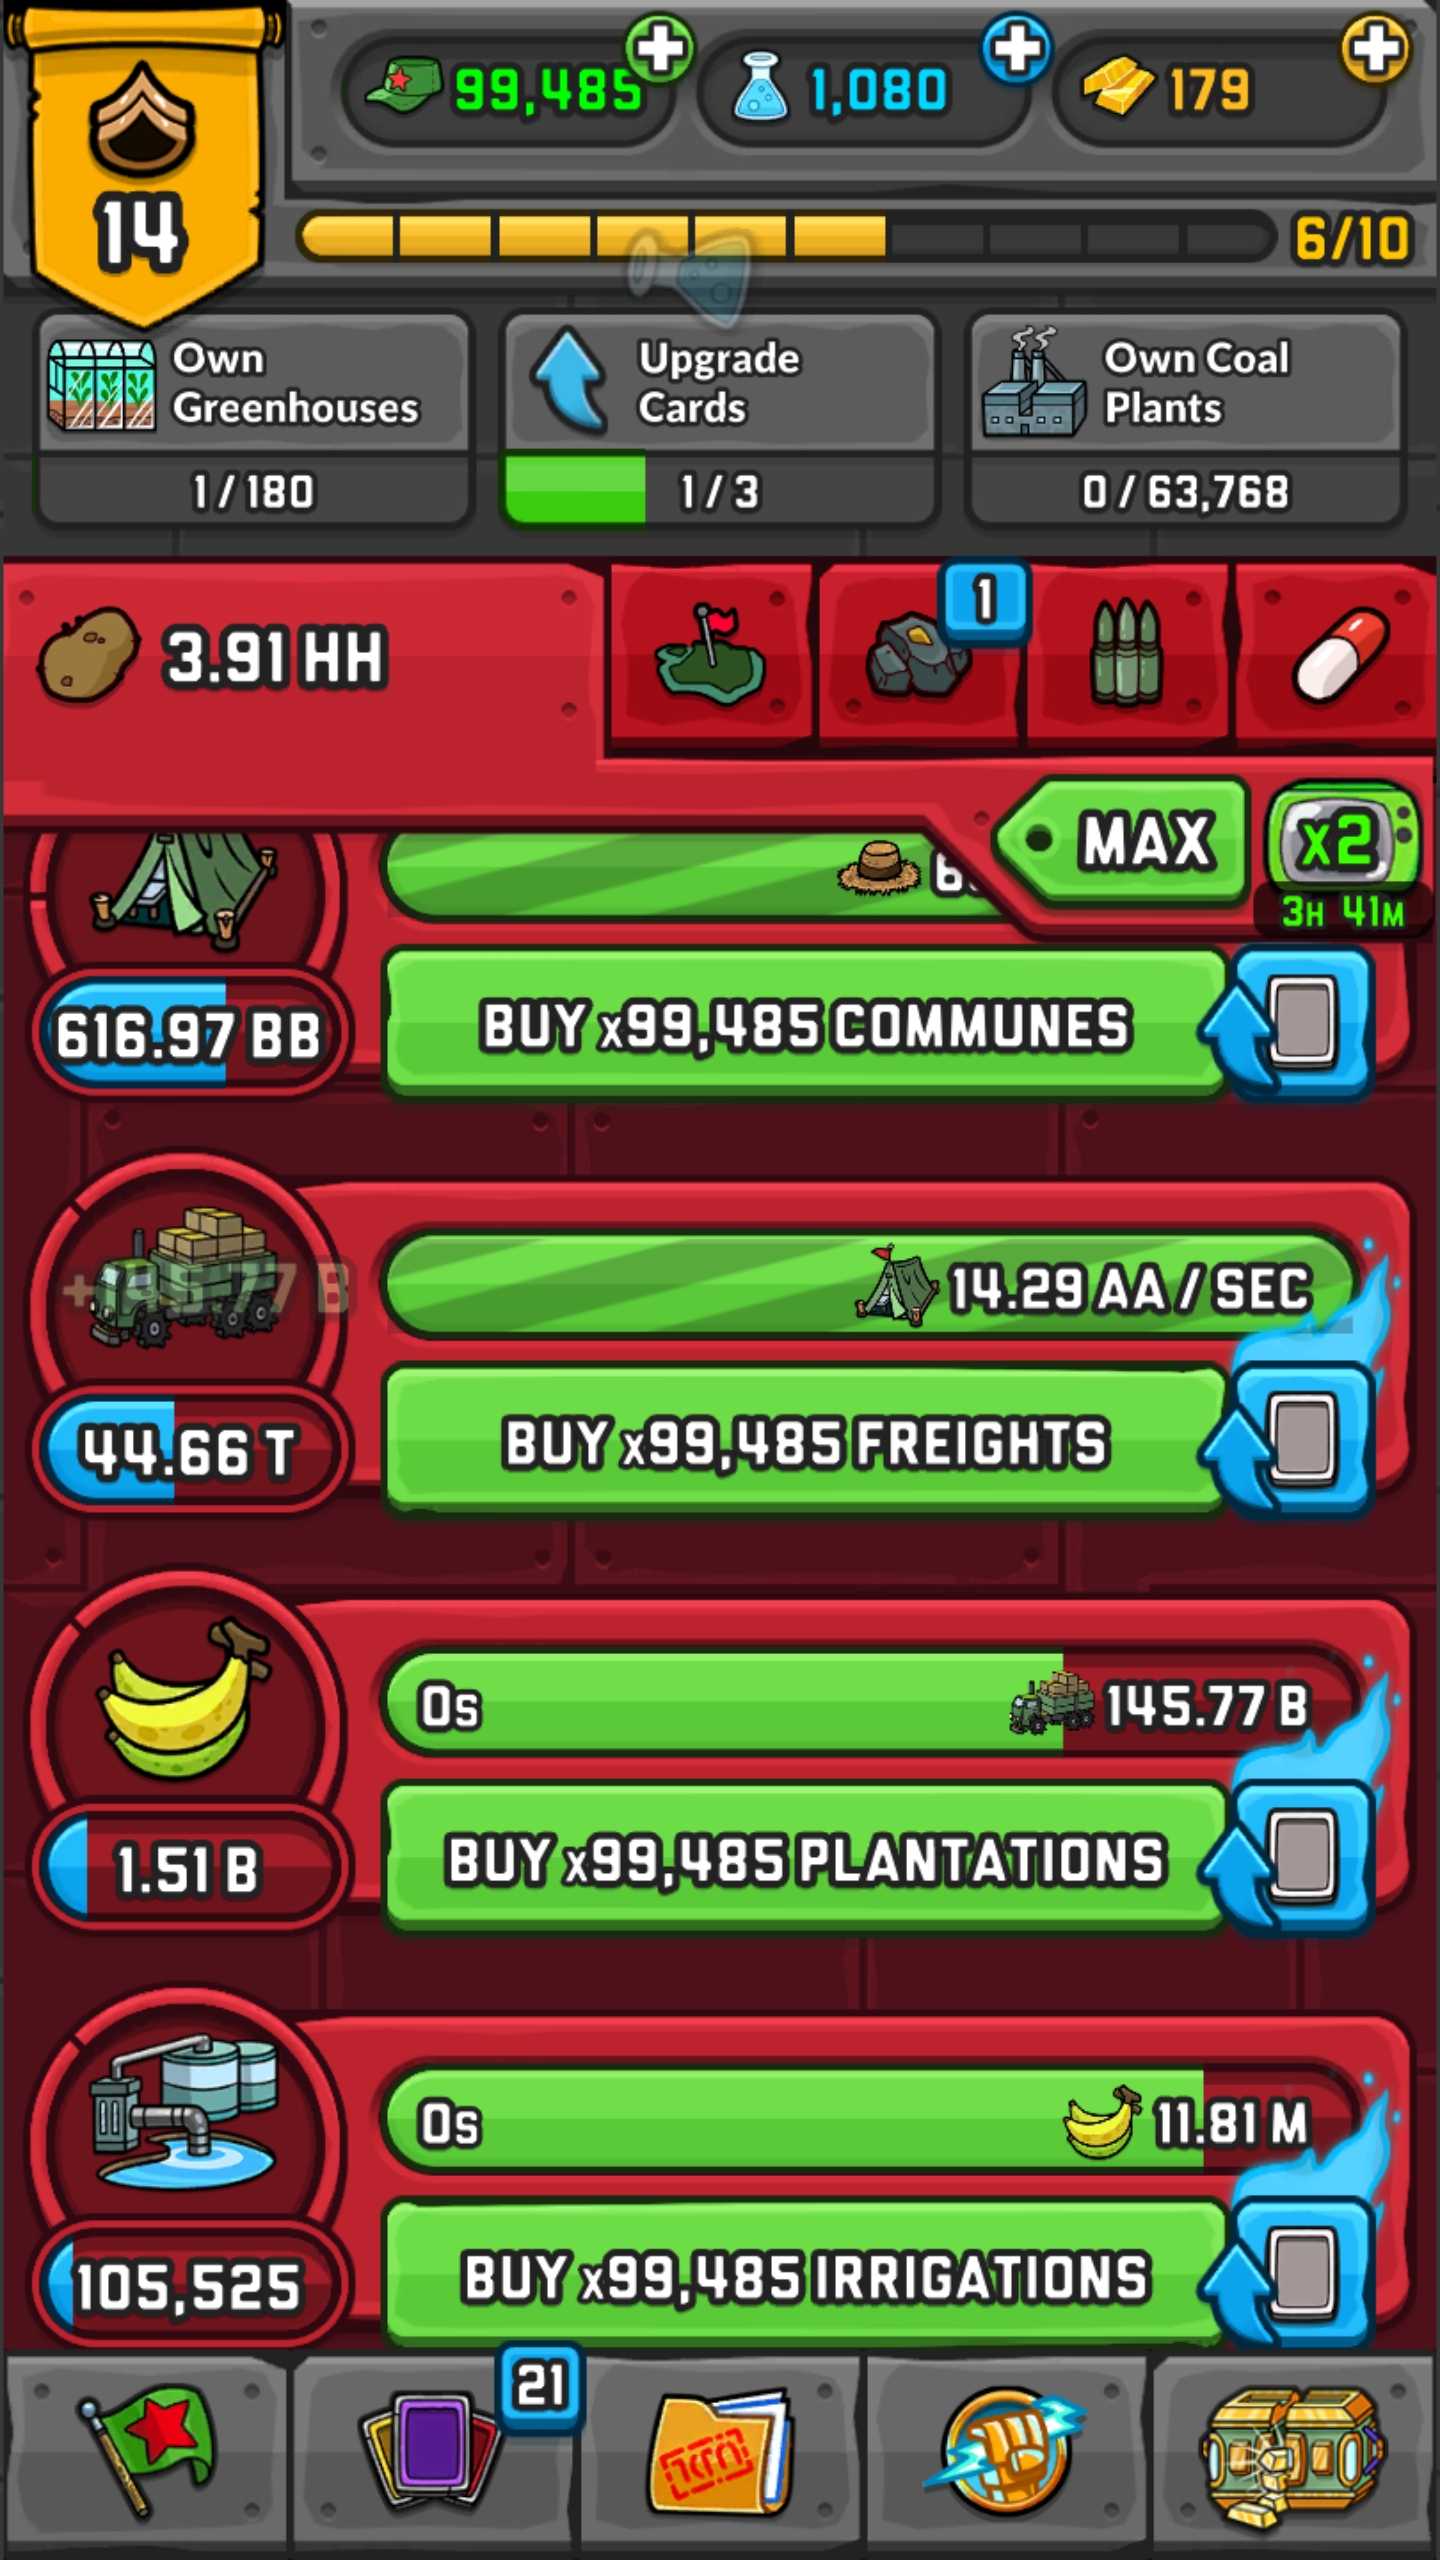 99,485
1,080
179
14
6/10
Own
Greenhouses
1/180
Upgrade
Cards
1/3
Own Coal
Plants
0/63,768
3.91 HH
1
MAX
x2
3H 41M
616.97 BB
BUY x99,485 COMMUNES
14.29 AA / SEC
44.66 T
BUY x99,485 FREIGHTS
0s
145.77 B
1.51 B
BUY x99,485 PLANTATIONS
0s
11.81 M
105,525
BUY x99,485 IRRIGATIONS
21